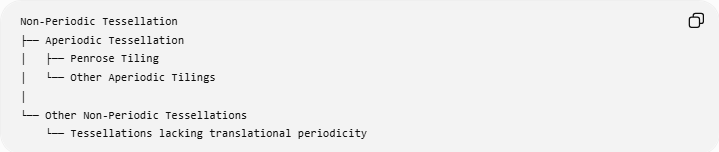 Non-Periodic Tessellation
├── Aperiodic Tessellation
│   ├── Penrose Tiling
│   └── Other Aperiodic Tilings
│
└── Other Non-Periodic Tessellations
    └── Tessellations lacking translational periodicity